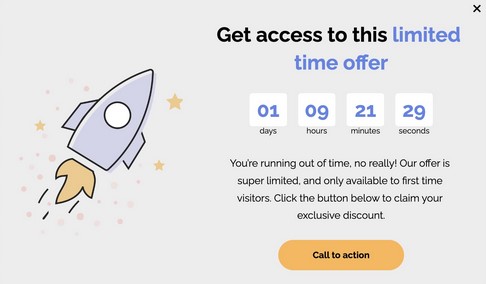 Get access to this limited
time offer
01 09 21 29
days hours minutes seconds
You're running out of time, no really! Our offer is
super limited, and only available to first time
visitors. Click the button below to claim your
exclusive discount.
Call to action